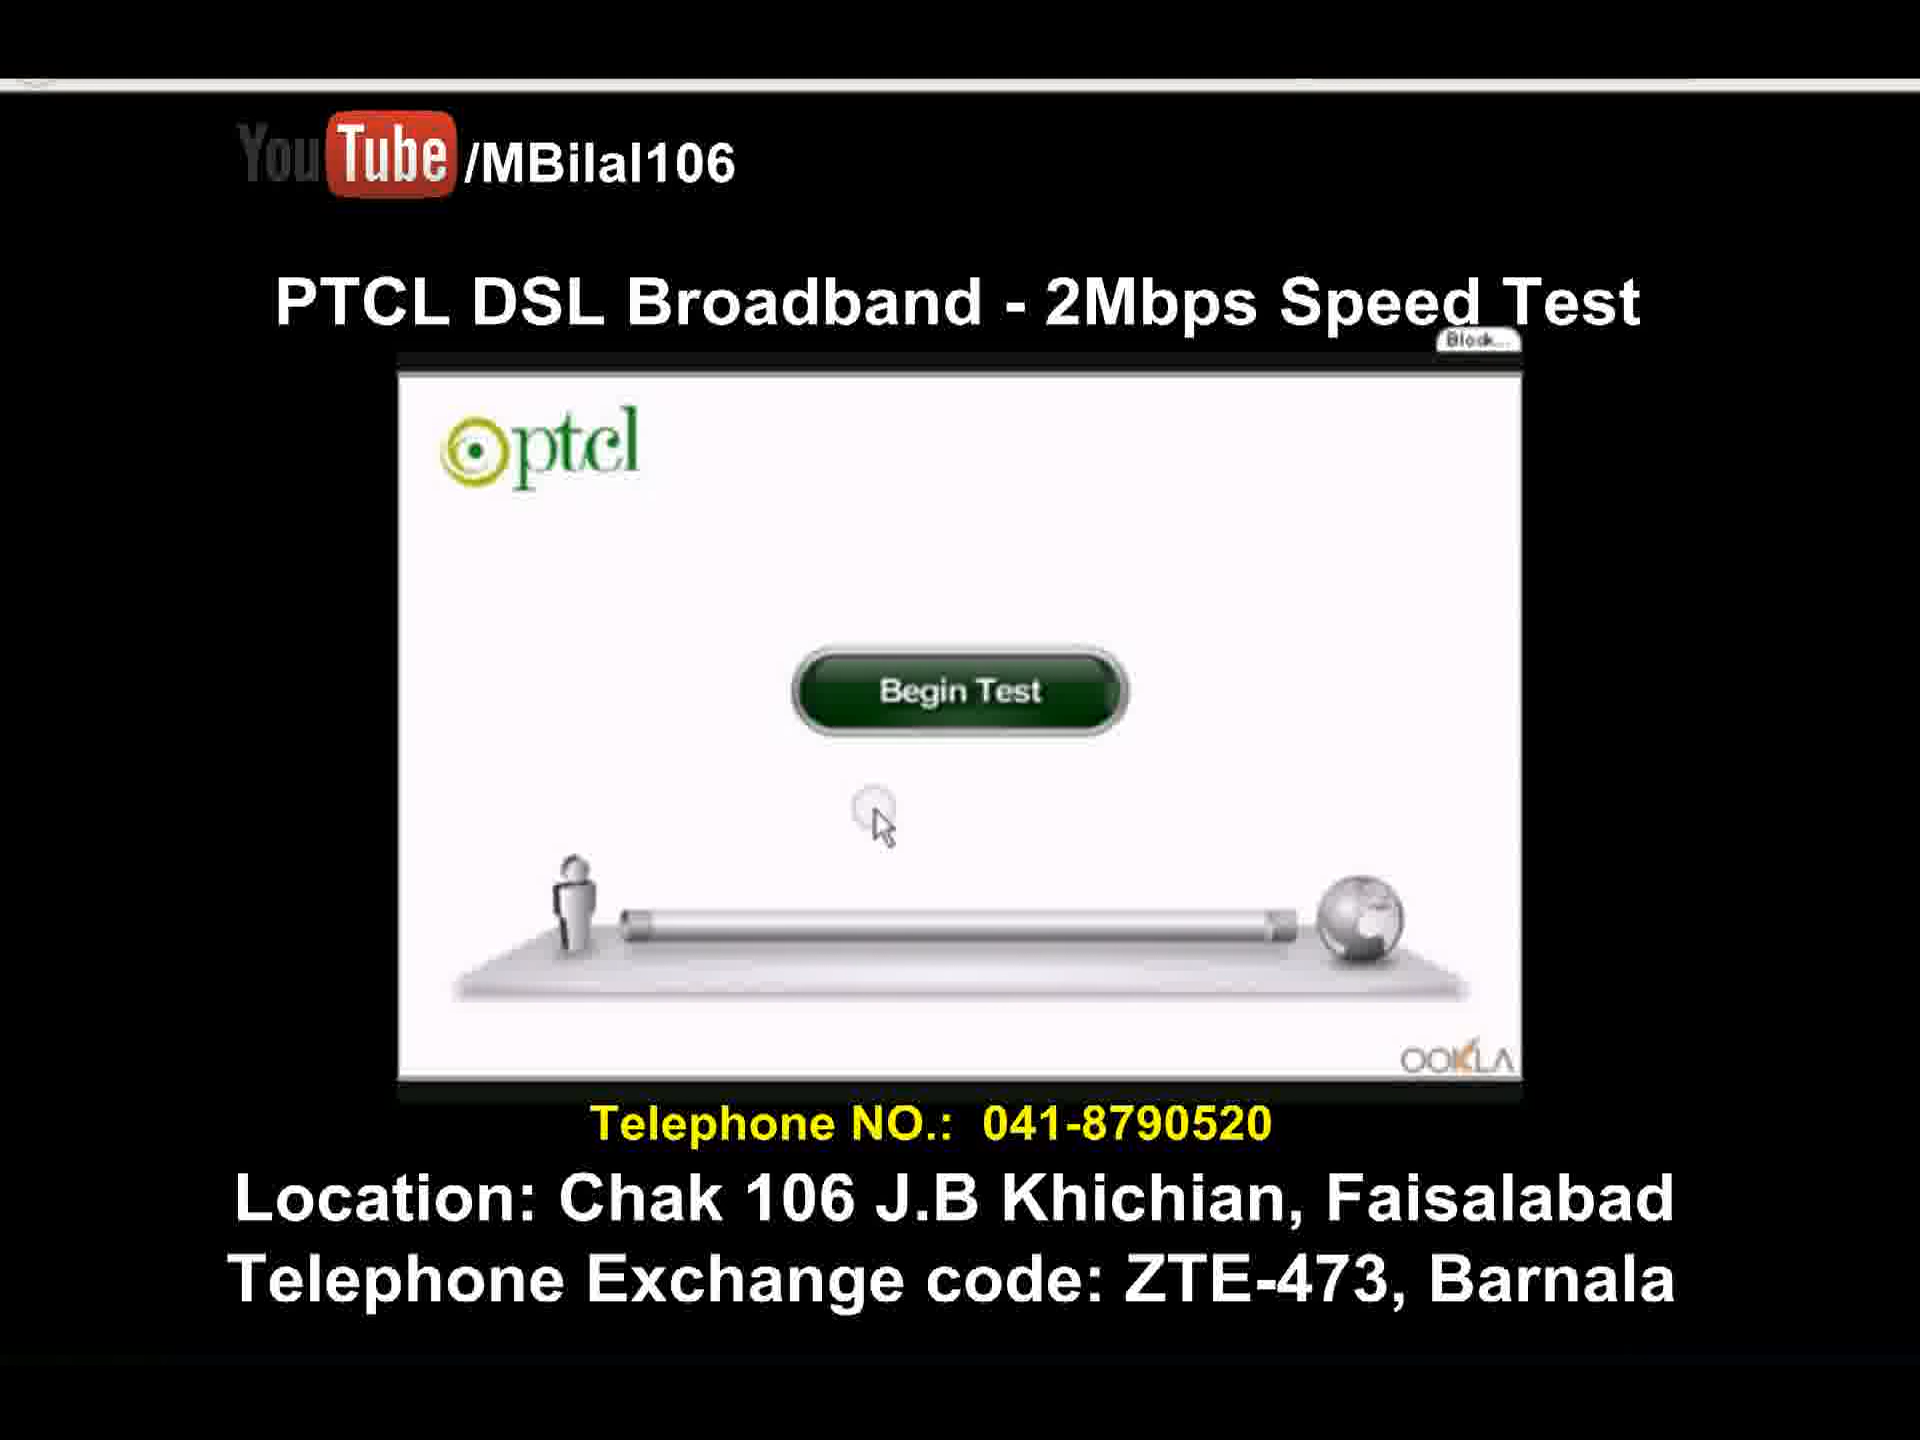 YouTube /MBilal106
PTCL DSL Broadband - 2Mbps Speed Test
Block...
ptcl
Begin Test
OOKLA
Telephone NO.: 041-8790520
Location: Chak 106 J.B Khichian, Faisalabad
Telephone Exchange code: ZTE-473, Barnala